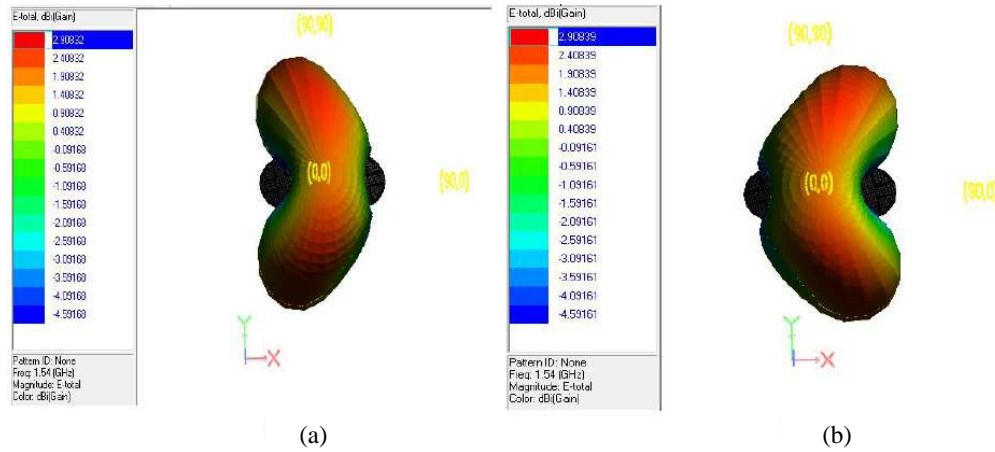 E-total, dBi(Gain)
2.90832
2.40832
1.90832
1.40832
0.90832
0.40832
-0.09168
-0.59168
-1.09168
-1.59168
-2.09168
-2.59168
-3.09168
-3.59168
-4.09168
-4.59168
Pattern ID: None
Freq: 1.54 (GHz)
Magnitude: E-total
Color: dBi(Gain)
(90,90)
(0,0)
(90,0)
Y
X
(a)
E-total, dBi(Gain)
2.90839
2.40839
1.90839
1.40839
0.90839
0.40839
-0.09161
-0.59161
-1.09161
-1.59161
-2.09161
-2.59161
-3.09161
-3.59161
-4.09161
-4.59161
Pattern ID: None
Freq: 1.54 (GHz)
Magnitude: E-total
Color: dBi(Gain)
(90,90)
(0,0)
(90,0)
Y
X
(b)